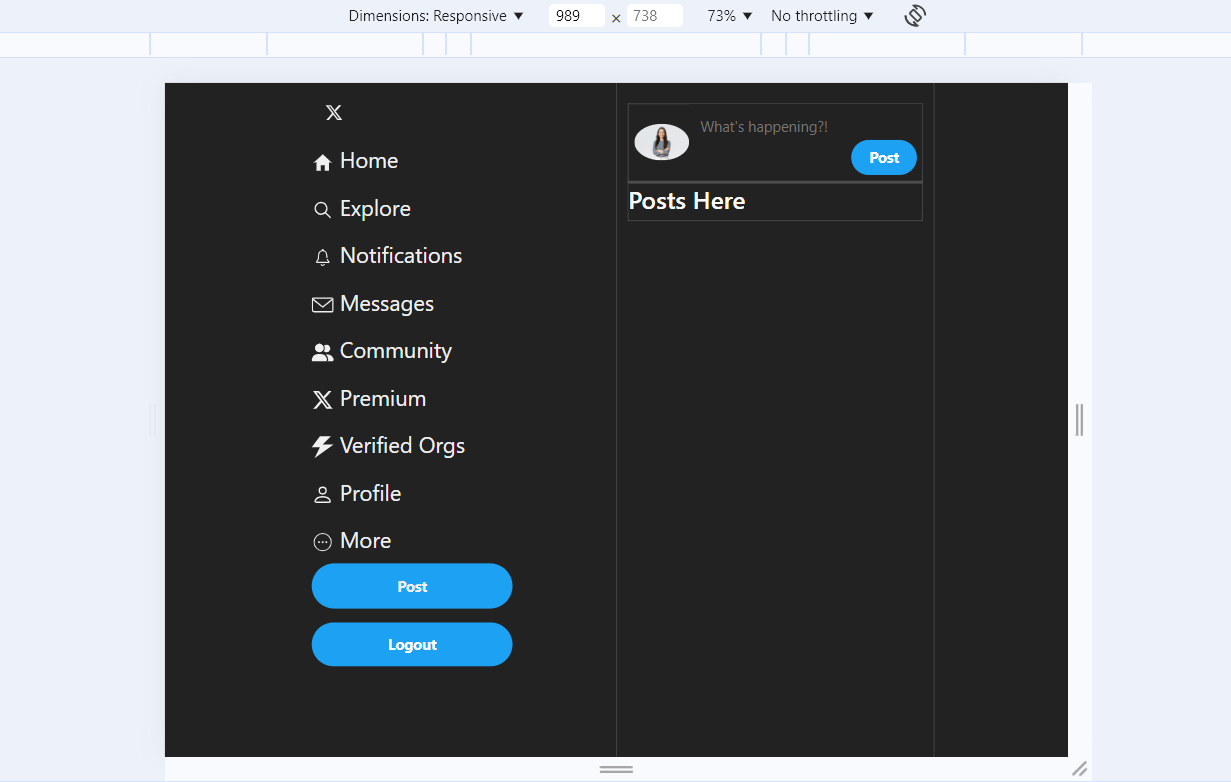 Dimensions: Responsive ▼ 989 × 738 73% ▼ No throttling ▼
X
Home
Explore
Notifications
Messages
Community
Premium
Verified Orgs
Profile
More
Post
Logout
What's happening?!
Post
Posts Here